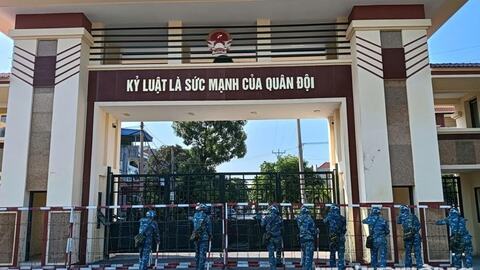 KỶ LUẬT LÀ SỨC MẠNH CỦA QUÂN ĐỘI